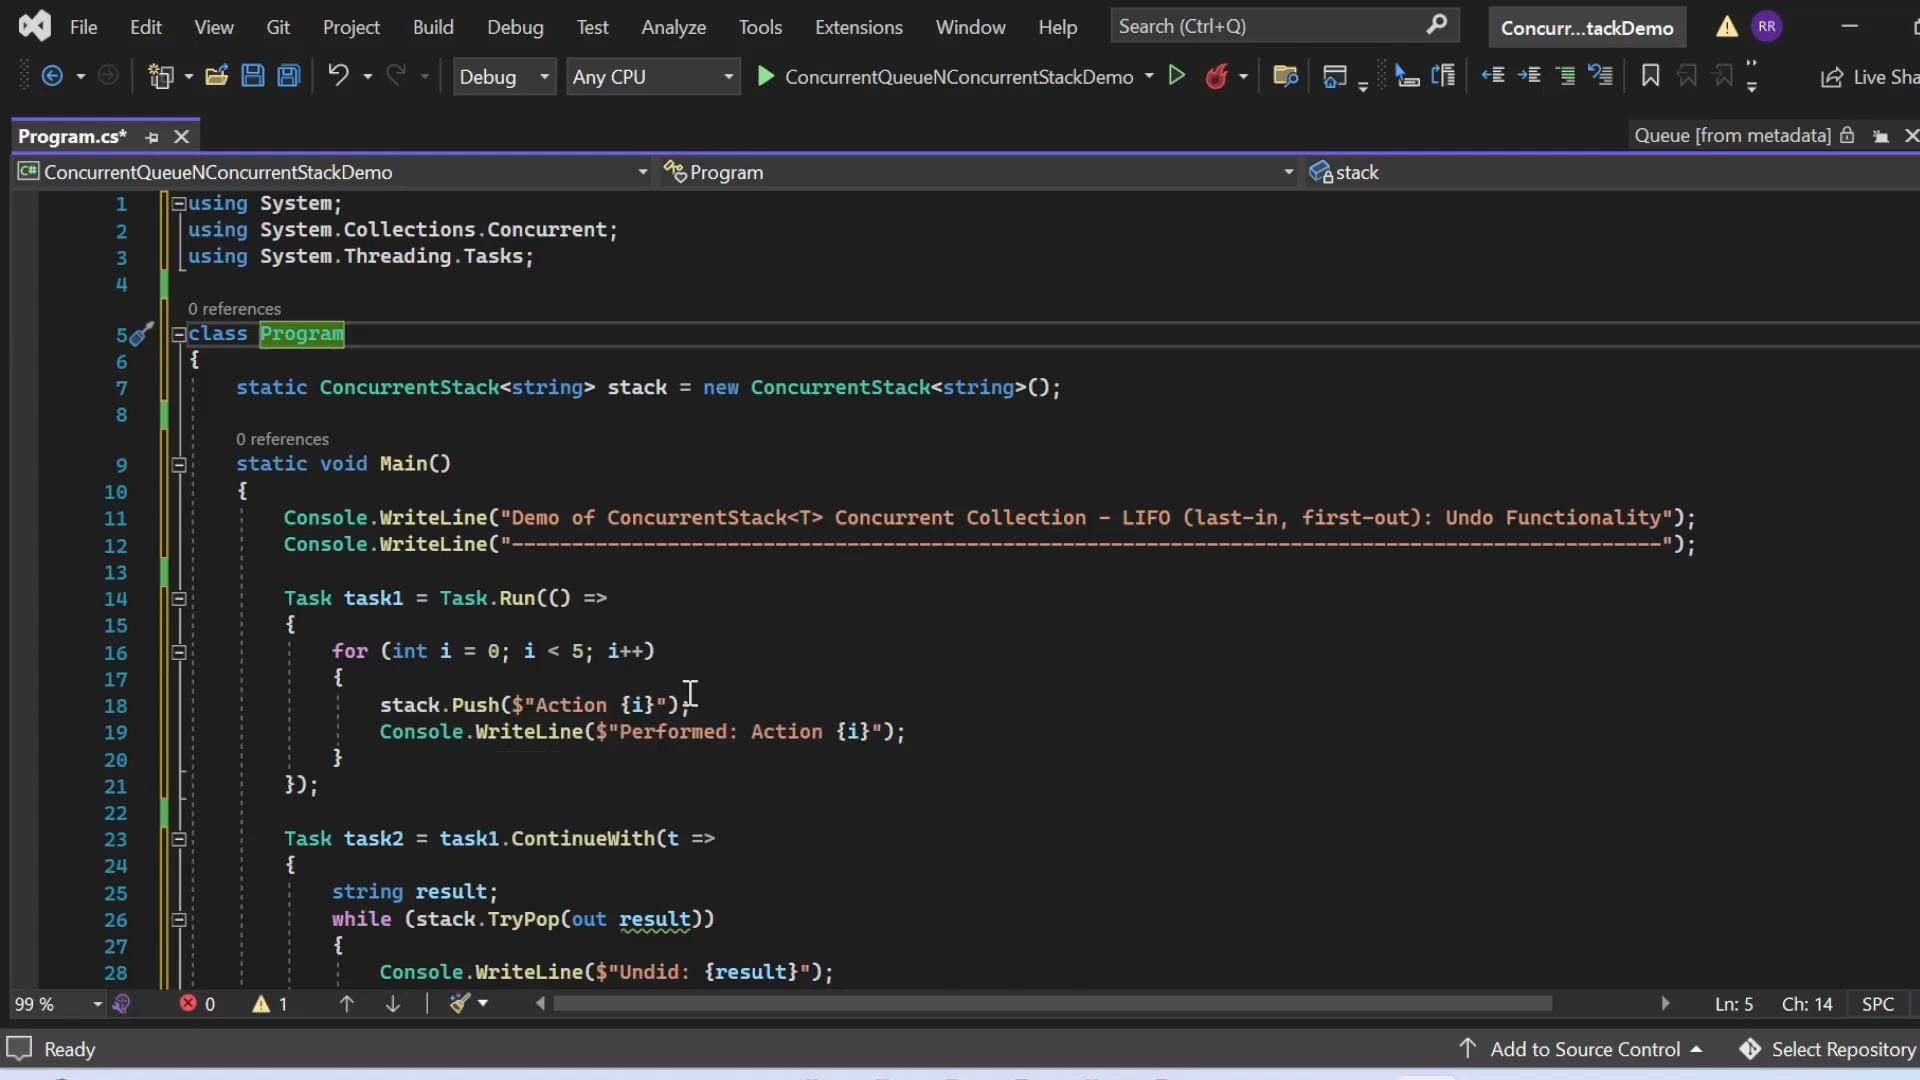 File Edit View Git Project Build Debug Test Analyze Tools Extensions Window Help Search (Ctrl+Q) Concurr...tackDemo RR
Debug Any CPU ConcurrentQueueNConcurrentStackDemo Live Sha
Program.cs* Queue [from metadata]
C# ConcurrentQueueNConcurrentStackDemo Program stack
1 using System;
2 using System.Collections.Concurrent;
3 using System.Threading.Tasks;
4
0 references
5 class Program
6 {
7 static ConcurrentStack<string> stack = new ConcurrentStack<string>();
8
0 references
9 static void Main()
10 {
11 Console.WriteLine("Demo of ConcurrentStack<T> Concurrent Collection - LIFO (last-in, first-out): Undo Functionality");
12 Console.WriteLine("------------------------------------------------------------------------------------------------");
13
14 Task task1 = Task.Run(() =>
15 {
16 for (int i = 0; i < 5; i++)
17 {
18 stack.Push($"Action {i}");
19 Console.WriteLine($"Performed: Action {i}");
20 }
21 });
22
23 Task task2 = task1.ContinueWith(t =>
24 {
25 string result;
26 while (stack.TryPop(out result))
27 {
28 Console.WriteLine($"Undid: {result}");
99 % 0 1 Ln: 5 Ch: 14 SPC
Ready Add to Source Control Select Repository